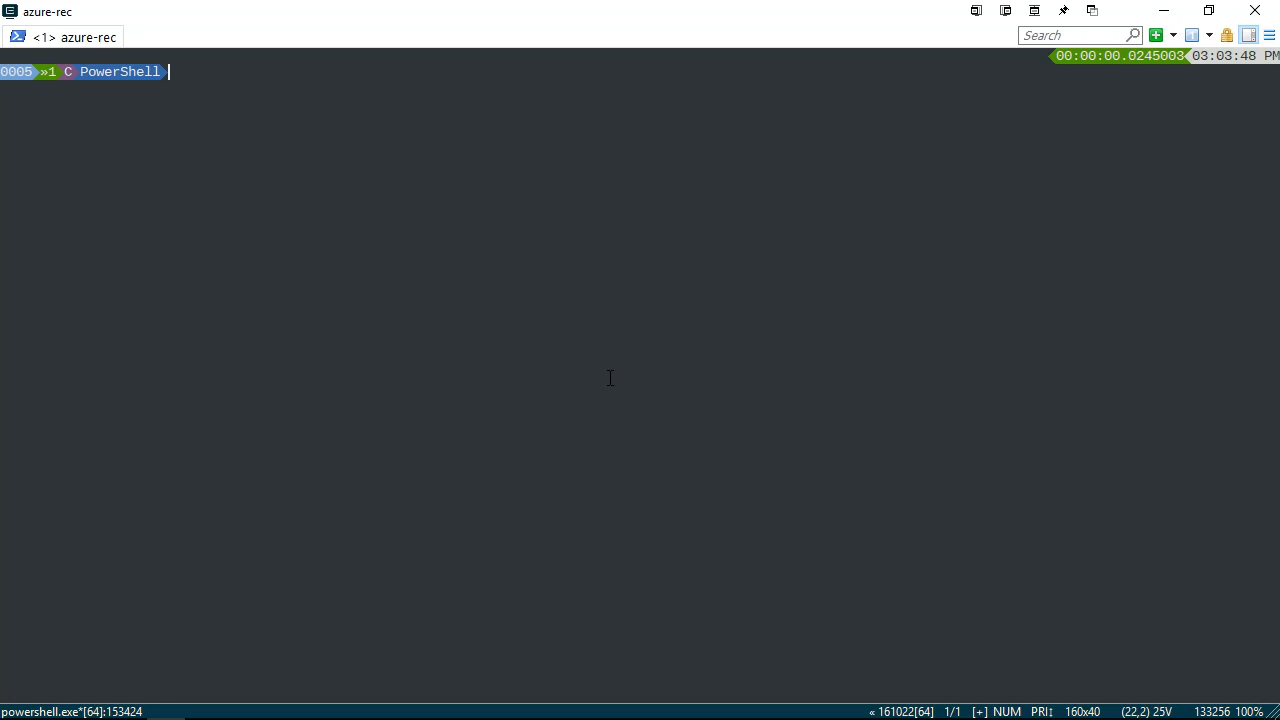 azure-rec
<1> azure-rec
Search
00:00:00.0245003 03:03:48 PM
0005 »1 C PowerShell
powershell.exe*[64]:153424
« 161022[64] 1/1 [+] NUM PRI↕ 160x40 (22,2) 25V 133256 100%